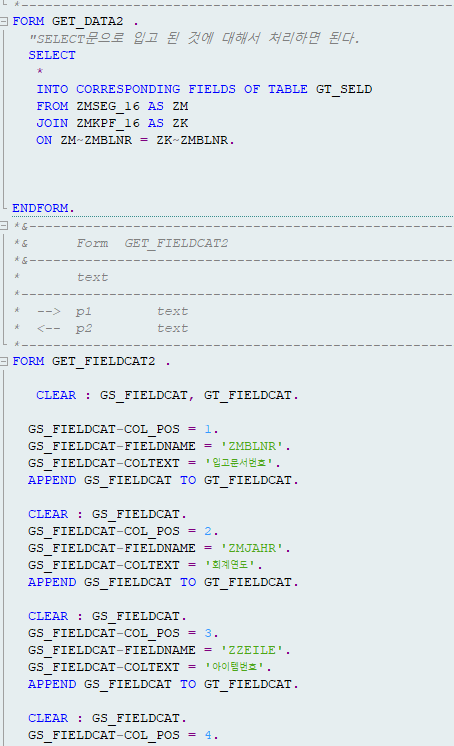 *----------------------------------------------------
FORM GET_DATA2 .
"SELECT문으로 입고 된 것에 대해서 처리하면 된다.
SELECT
*
INTO CORRESPONDING FIELDS OF TABLE GT_SELD
FROM ZMSEG_16 AS ZM
JOIN ZMKPF_16 AS ZK
ON ZM~ZMBLNR = ZK~ZMBLNR.
ENDFORM.
*&---------------------------------------------------
*&      Form  GET_FIELDCAT2
*&---------------------------------------------------
*       text
*----------------------------------------------------
*  -->  p1        text
*  <--  p2        text
*----------------------------------------------------
FORM GET_FIELDCAT2 .
CLEAR : GS_FIELDCAT, GT_FIELDCAT.
GS_FIELDCAT-COL_POS = 1.
GS_FIELDCAT-FIELDNAME = 'ZMBLNR'.
GS_FIELDCAT-COLTEXT = '입고문서번호'.
APPEND GS_FIELDCAT TO GT_FIELDCAT.
CLEAR : GS_FIELDCAT.
GS_FIELDCAT-COL_POS = 2.
GS_FIELDCAT-FIELDNAME = 'ZMJAHR'.
GS_FIELDCAT-COLTEXT = '회계연도'.
APPEND GS_FIELDCAT TO GT_FIELDCAT.
CLEAR : GS_FIELDCAT.
GS_FIELDCAT-COL_POS = 3.
GS_FIELDCAT-FIELDNAME = 'ZZEILE'.
GS_FIELDCAT-COLTEXT = '아이템번호'.
APPEND GS_FIELDCAT TO GT_FIELDCAT.
CLEAR : GS_FIELDCAT.
GS_FIELDCAT-COL_POS = 4.